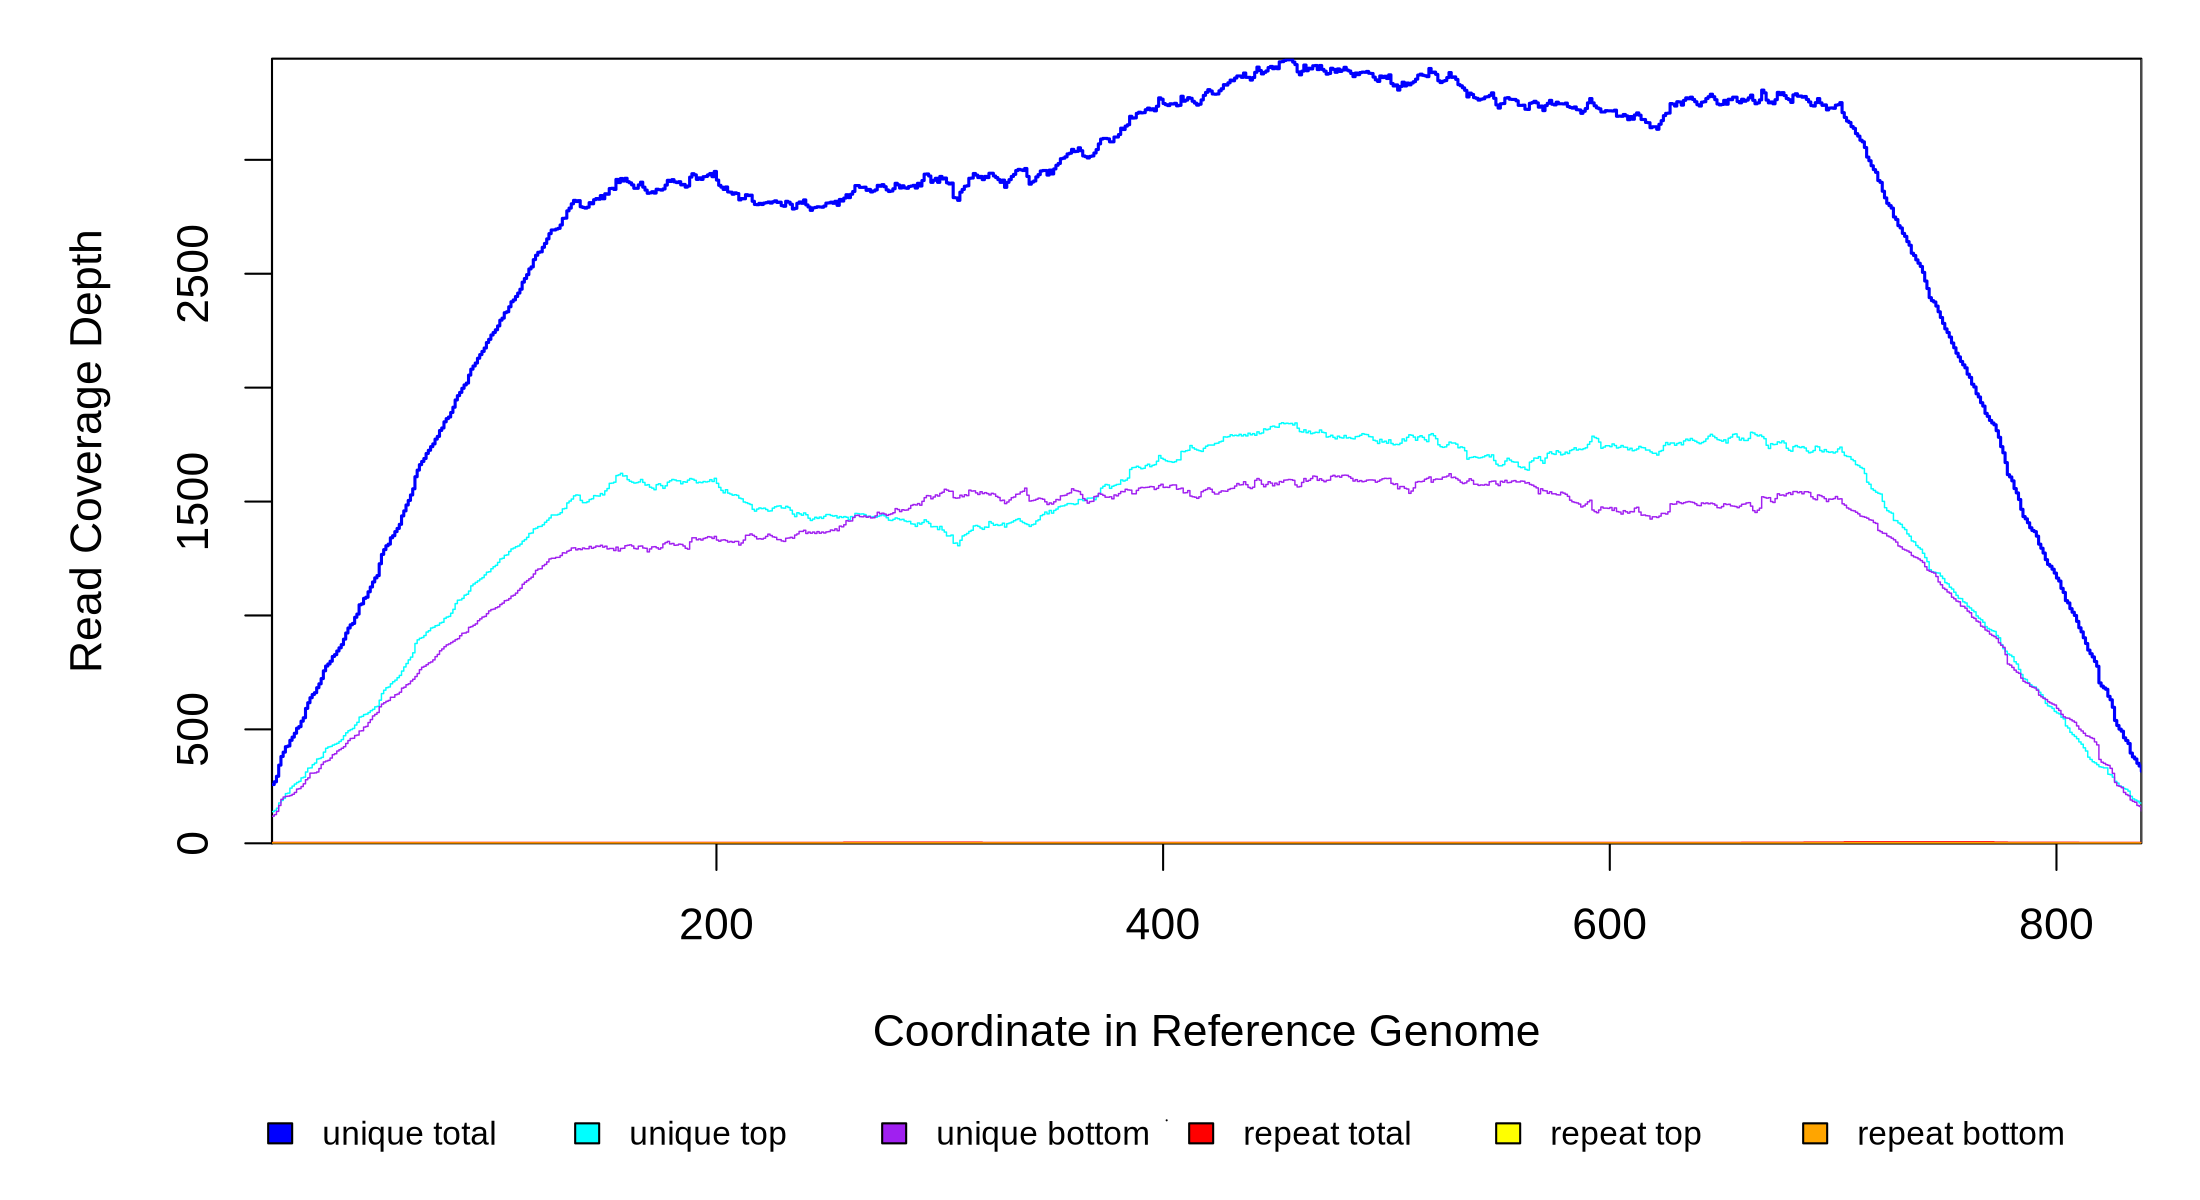 Read Coverage Depth
2500
1500
500
0
200 400 600 800
Coordinate in Reference Genome
unique total unique top unique bottom repeat total repeat top repeat bottom